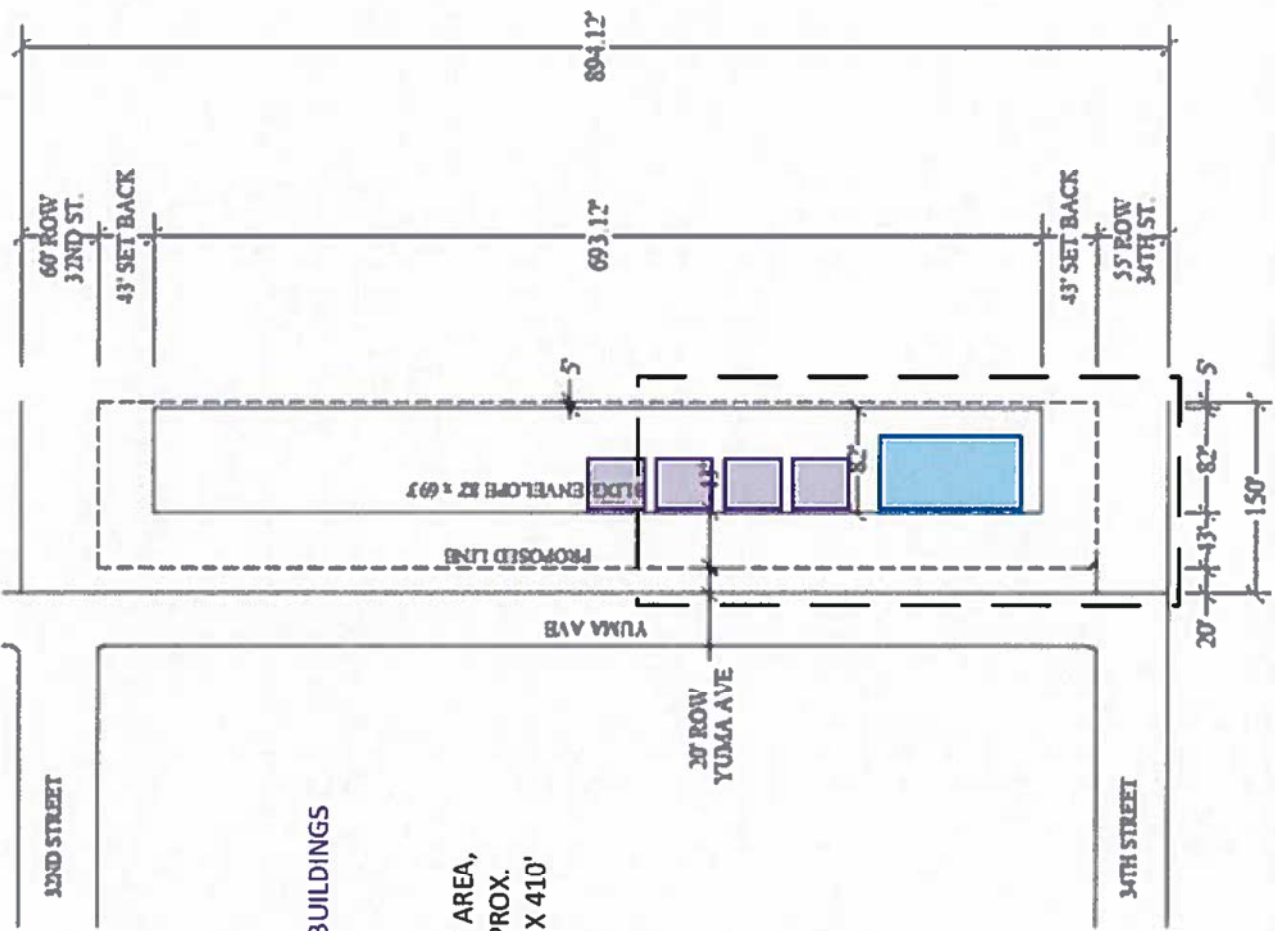 894.12'
60' ROW
32ND ST.
43' SET BACK
693.12'
43' SET BACK
55' ROW
34TH ST.
5'
BLDG ENVELOPE 82' x 693'
43'
82'
PROPOSED LINE
YUMA AVE
20' ROW
YUMA AVE
32ND STREET
BUILDINGS
AREA,
PROX.
X 410'
34TH STREET
20'
43'
82'
5'
150'